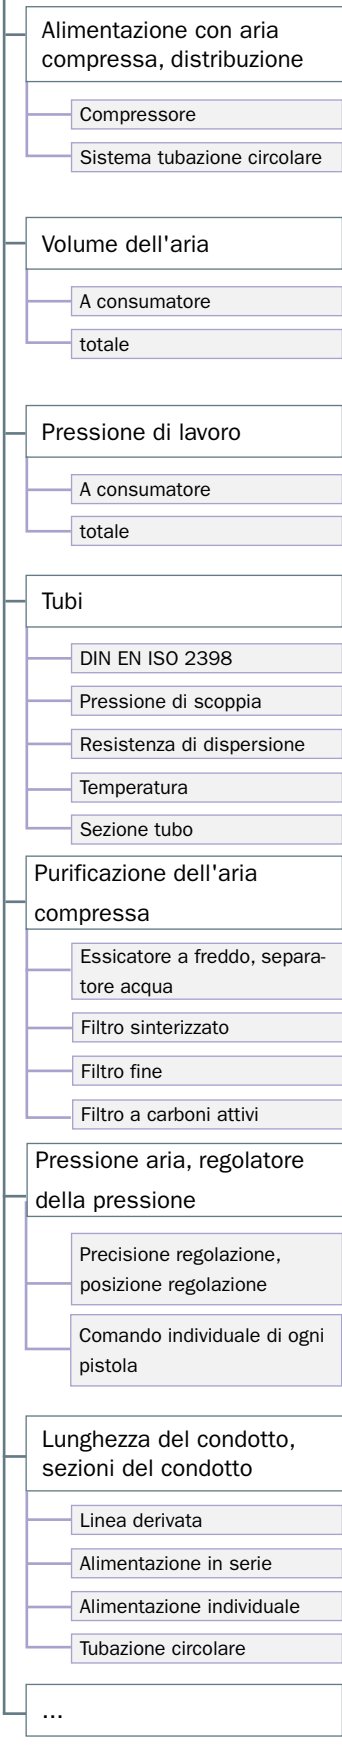 Alimentazione con aria
compressa, distribuzione
Compressore
Sistema tubazione circolare
Volume dell'aria
A consumatore
totale
Pressione di lavoro
A consumatore
totale
Tubi
DIN EN ISO 2398
Pressione di scoppia
Resistenza di dispersione
Temperatura
Sezione tubo
Purificazione dell'aria
compressa
Essicatore a freddo, separa-
tore acqua
Filtro sinterizzato
Filtro fine
Filtro a carboni attivi
Pressione aria, regolatore
della pressione
Precisione regolazione,
posizione regolazione
Comando individuale di ogni
pistola
Lunghezza del condotto,
sezioni del condotto
Linea derivata
Alimentazione in serie
Alimentazione individuale
Tubazione circolare
...